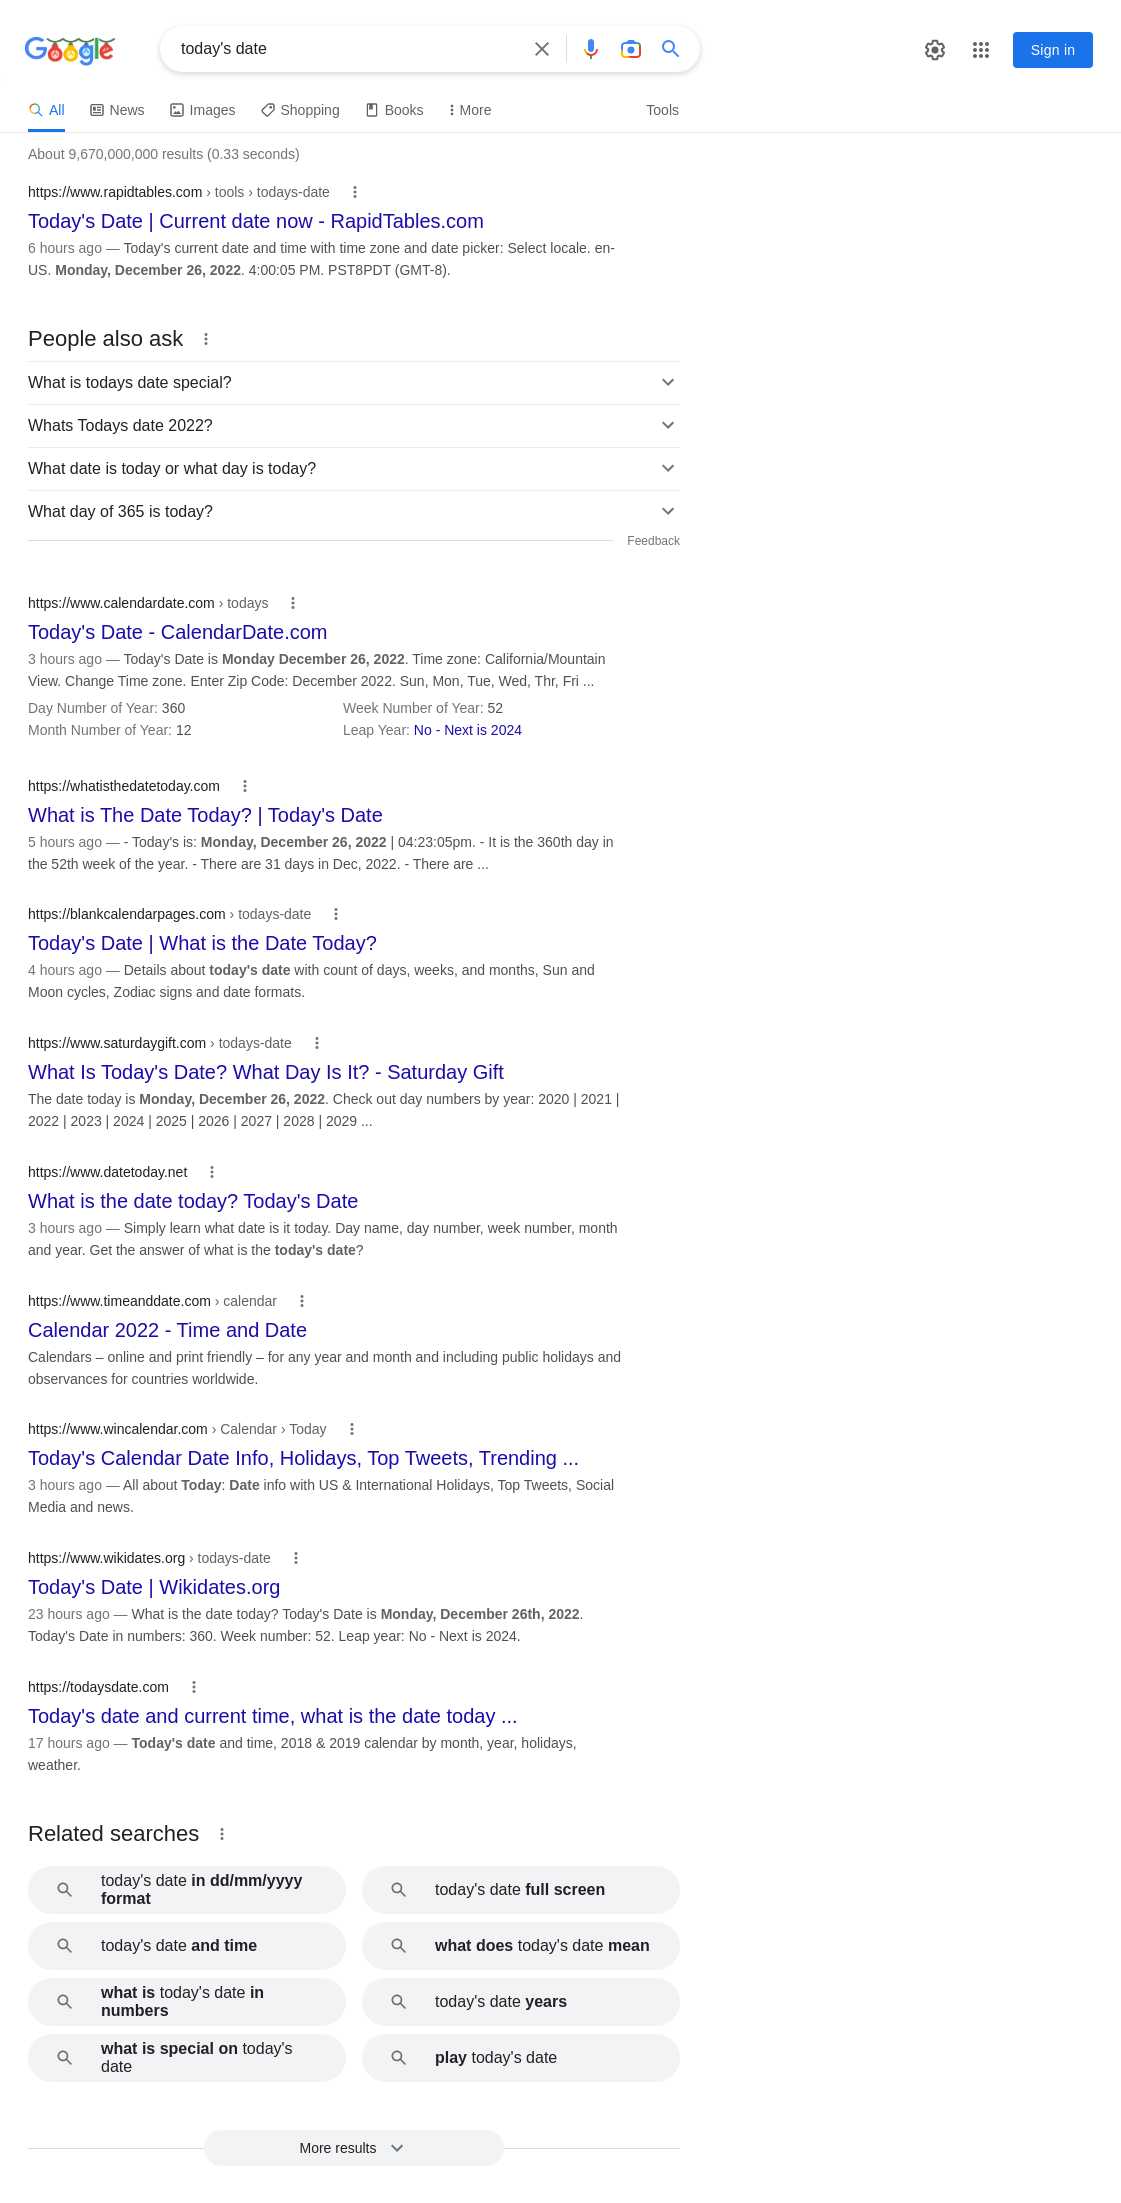 Google
today's date
Sign in
All
News
Images
Shopping
Books
More
Tools
About 9,670,000,000 results (0.33 seconds)
https://www.rapidtables.com › tools › todays-date
Today's Date | Current date now - RapidTables.com
6 hours ago — Today's current date and time with time zone and date picker: Select locale. en-
US. Monday, December 26, 2022. 4:00:05 PM. PST8PDT (GMT-8).
People also ask
What is todays date special?
Whats Todays date 2022?
What date is today or what day is today?
What day of 365 is today?
Feedback
https://www.calendardate.com › todays
Today's Date - CalendarDate.com
3 hours ago — Today's Date is Monday December 26, 2022. Time zone: California/Mountain
View. Change Time zone. Enter Zip Code: December 2022. Sun, Mon, Tue, Wed, Thr, Fri ...
Day Number of Year: 360
Week Number of Year: 52
Month Number of Year: 12
Leap Year: No - Next is 2024
https://whatisthedatetoday.com
What is The Date Today? | Today's Date
5 hours ago — - Today's is: Monday, December 26, 2022 | 04:23:05pm. - It is the 360th day in
the 52th week of the year. - There are 31 days in Dec, 2022. - There are ...
https://blankcalendarpages.com › todays-date
Today's Date | What is the Date Today?
4 hours ago — Details about today's date with count of days, weeks, and months, Sun and
Moon cycles, Zodiac signs and date formats.
https://www.saturdaygift.com › todays-date
What Is Today's Date? What Day Is It? - Saturday Gift
The date today is Monday, December 26, 2022. Check out day numbers by year: 2020 | 2021 |
2022 | 2023 | 2024 | 2025 | 2026 | 2027 | 2028 | 2029 ...
https://www.datetoday.net
What is the date today? Today's Date
3 hours ago — Simply learn what date is it today. Day name, day number, week number, month
and year. Get the answer of what is the today's date?
https://www.timeanddate.com › calendar
Calendar 2022 - Time and Date
Calendars – online and print friendly – for any year and month and including public holidays and
observances for countries worldwide.
https://www.wincalendar.com › Calendar › Today
Today's Calendar Date Info, Holidays, Top Tweets, Trending ...
3 hours ago — All about Today: Date info with US & International Holidays, Top Tweets, Social
Media and news.
https://www.wikidates.org › todays-date
Today's Date | Wikidates.org
23 hours ago — What is the date today? Today's Date is Monday, December 26th, 2022.
Today's Date in numbers: 360. Week number: 52. Leap year: No - Next is 2024.
https://todaysdate.com
Today's date and current time, what is the date today ...
17 hours ago — Today's date and time, 2018 & 2019 calendar by month, year, holidays,
weather.
Related searches
today's date in dd/mm/yyyy
format
today's date full screen
today's date and time
what does today's date mean
what is today's date in
numbers
today's date years
what is special on today's
date
play today's date
More results